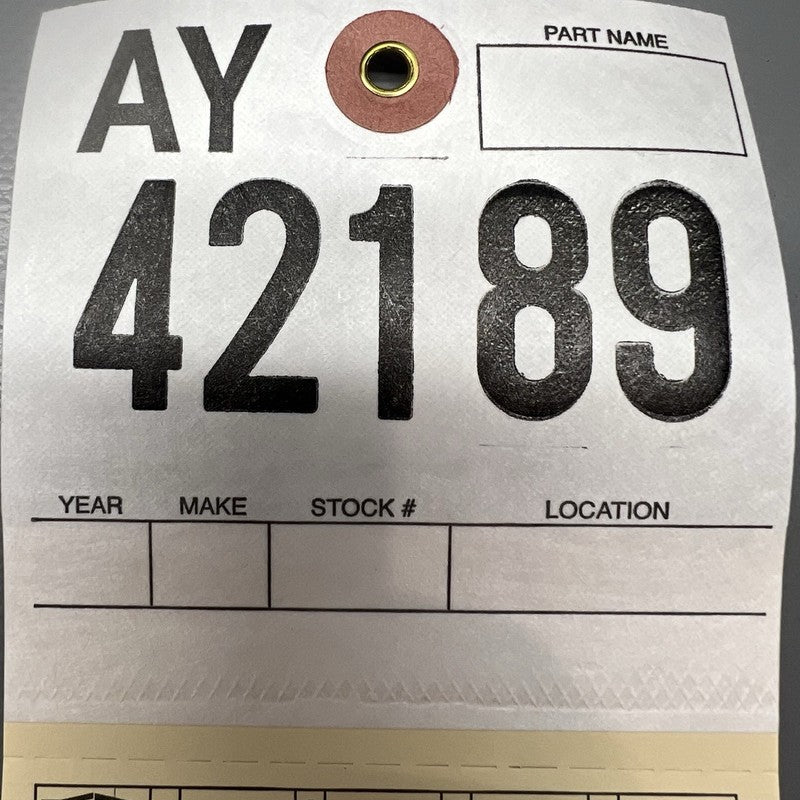 AY
PART NAME
42189
YEAR MAKE STOCK # LOCATION